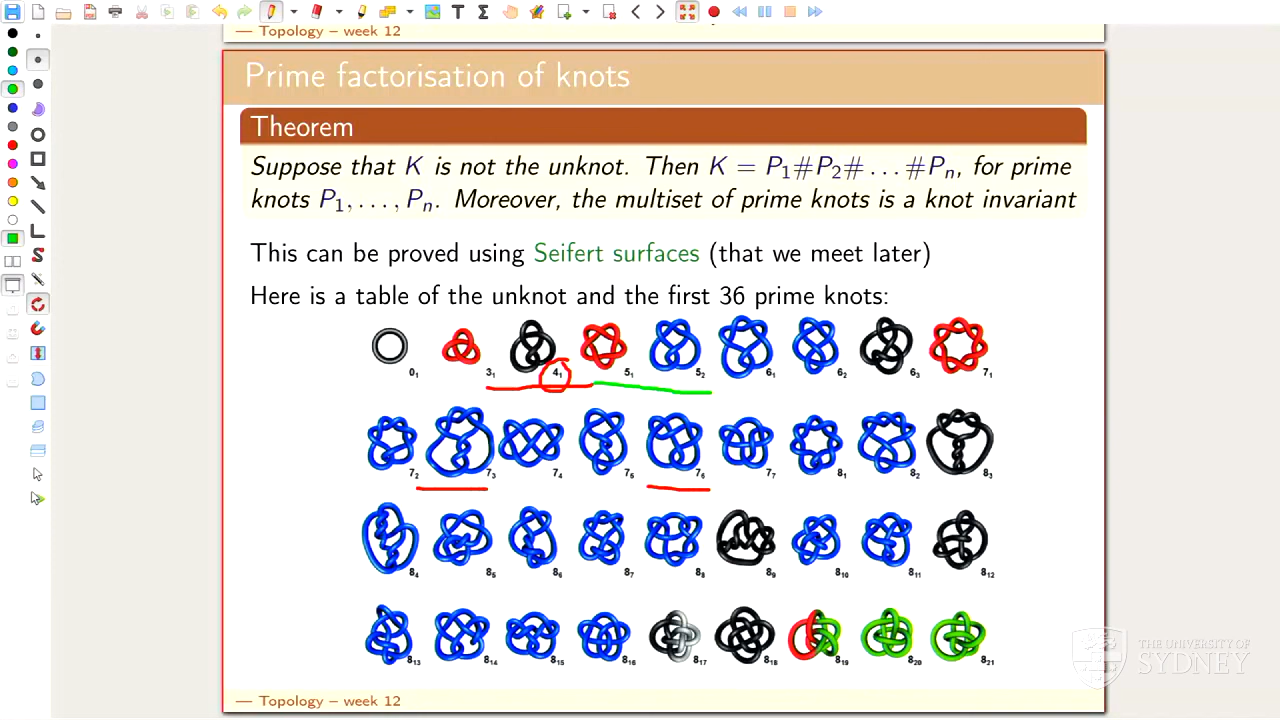 — Topology – week 12
Prime factorisation of knots
Theorem
Suppose that K is not the unknot. Then K = P₁#P₂# . . . #Pₙ, for prime
knots P₁, . . . , Pₙ. Moreover, the multiset of prime knots is a knot invariant
This can be proved using Seifert surfaces (that we meet later)
Here is a table of the unknot and the first 36 prime knots:
0₁ 3₁ 4₁ 5₁ 5₂ 6₁ 6₂ 6₃ 7₁
7₂ 7₃ 7₄ 7₅ 7₆ 7₇ 8₁ 8₂ 8₃
8₄ 8₅ 8₆ 8₇ 8₈ 8₉ 8₁₀ 8₁₁ 8₁₂
8₁₃ 8₁₄ 8₁₅ 8₁₆ 8₁₇ 8₁₈ 8₁₉ 8₂₀ 8₂₁
THE UNIVERSITY OF
SYDNEY
— Topology – week 12